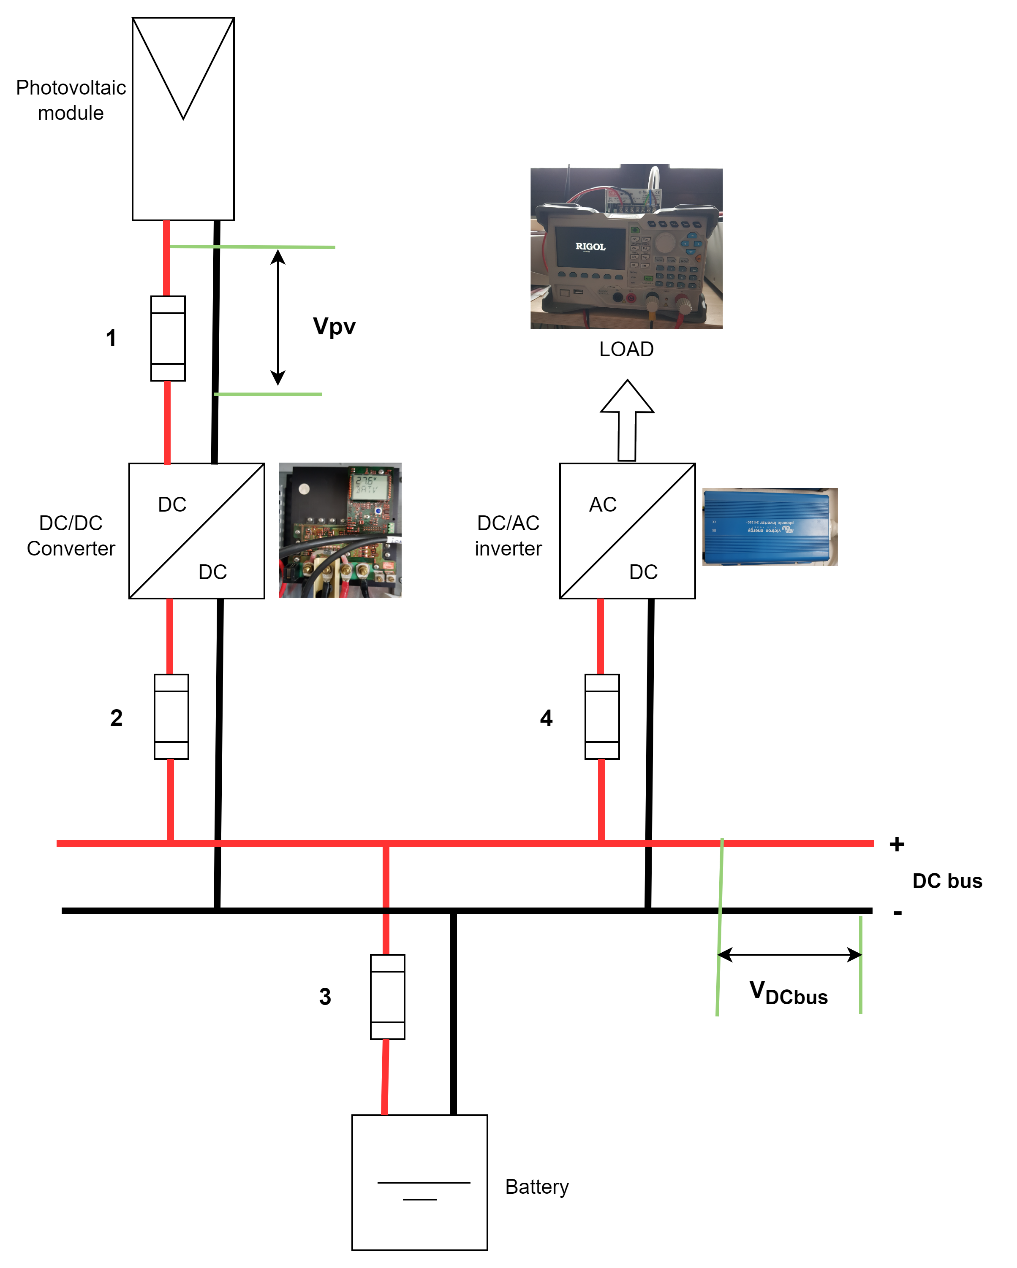 Photovoltaic
module
1
Vpv
RIGOL
LOAD
DC/DC
Converter
DC
DC
DC/AC
inverter
AC
DC
2
4
+
DC bus
-
VDCbus
3
Battery